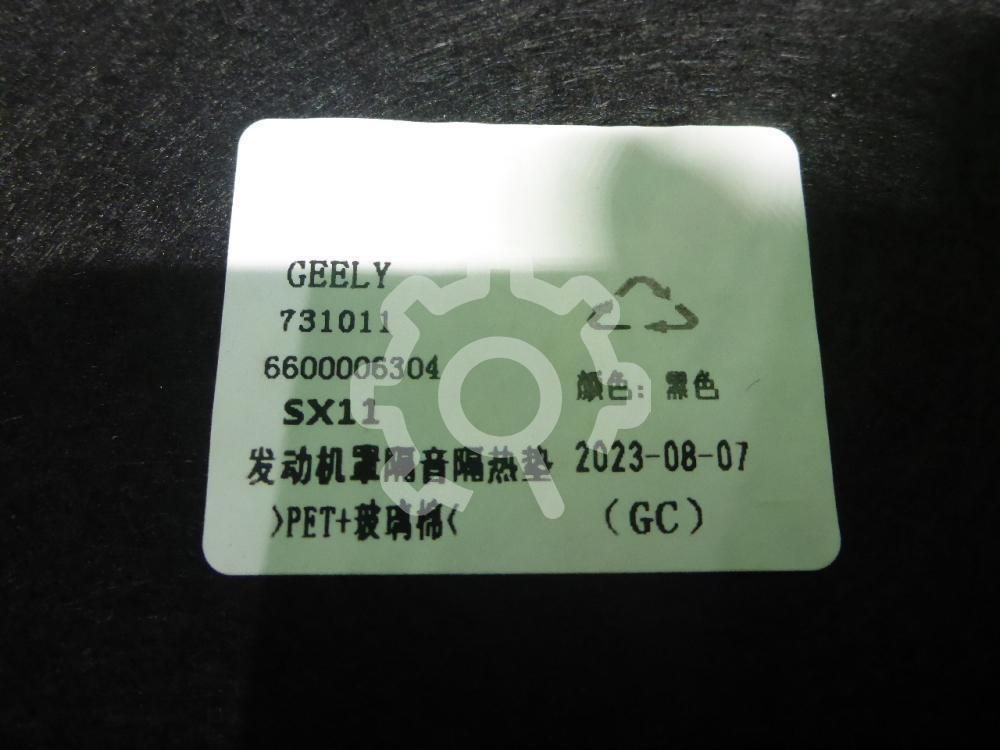 GEELY
731011
6600006304
SX11
顏色：黑色
发动机罩隔音隔热垫
2023-08-07
>PET+玻璃棉<
(GC)